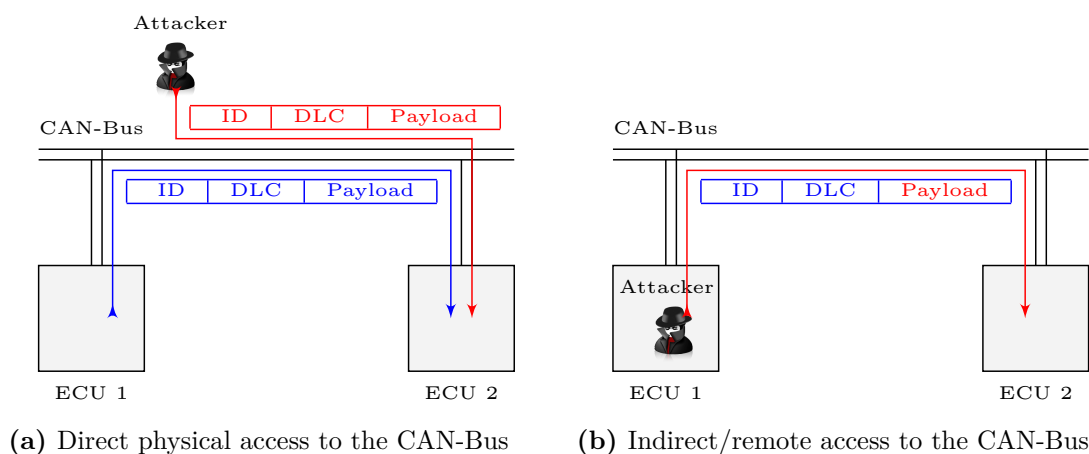 Attacker
ID DLC Payload
CAN-Bus
ID DLC Payload
ECU 1
ECU 2
(a) Direct physical access to the CAN-Bus
CAN-Bus
ID DLC Payload
Attacker
ECU 1
ECU 2
(b) Indirect/remote access to the CAN-Bus